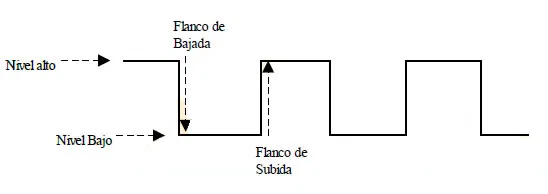 Flanco de
Bajada
Nivel alto
Nivel Bajo
Flanco de
Subida